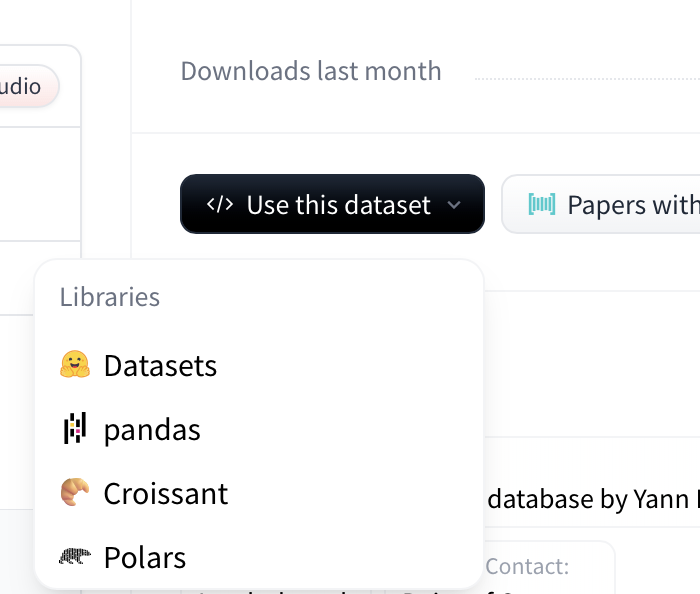 udio
Downloads last month
</> Use this dataset
Papers with
Libraries
Datasets
pandas
Croissant
Polars
database by Yann
Contact: